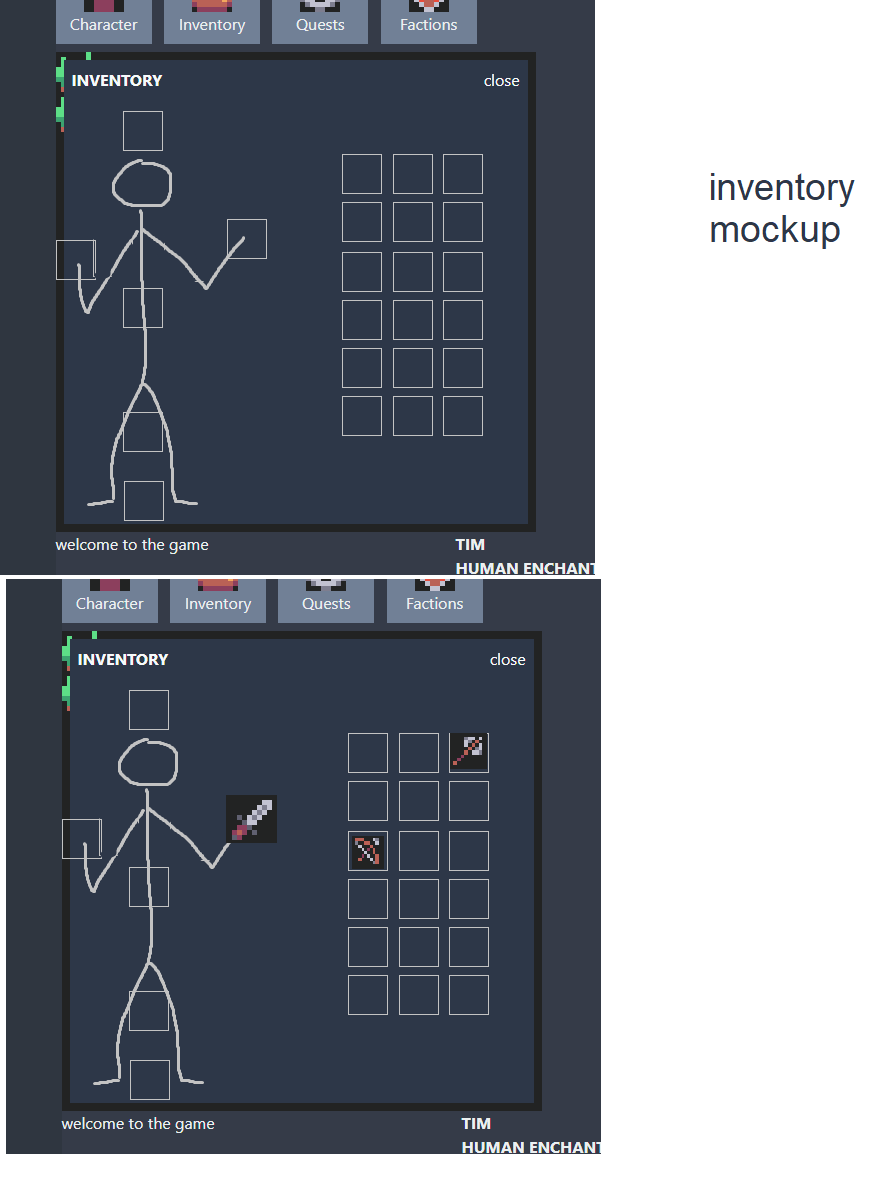 Character Inventory Quests Factions
INVENTORY close
inventory
mockup
welcome to the game TIM
HUMAN ENCHANT
Character Inventory Quests Factions
INVENTORY close
welcome to the game TIM
HUMAN ENCHANT